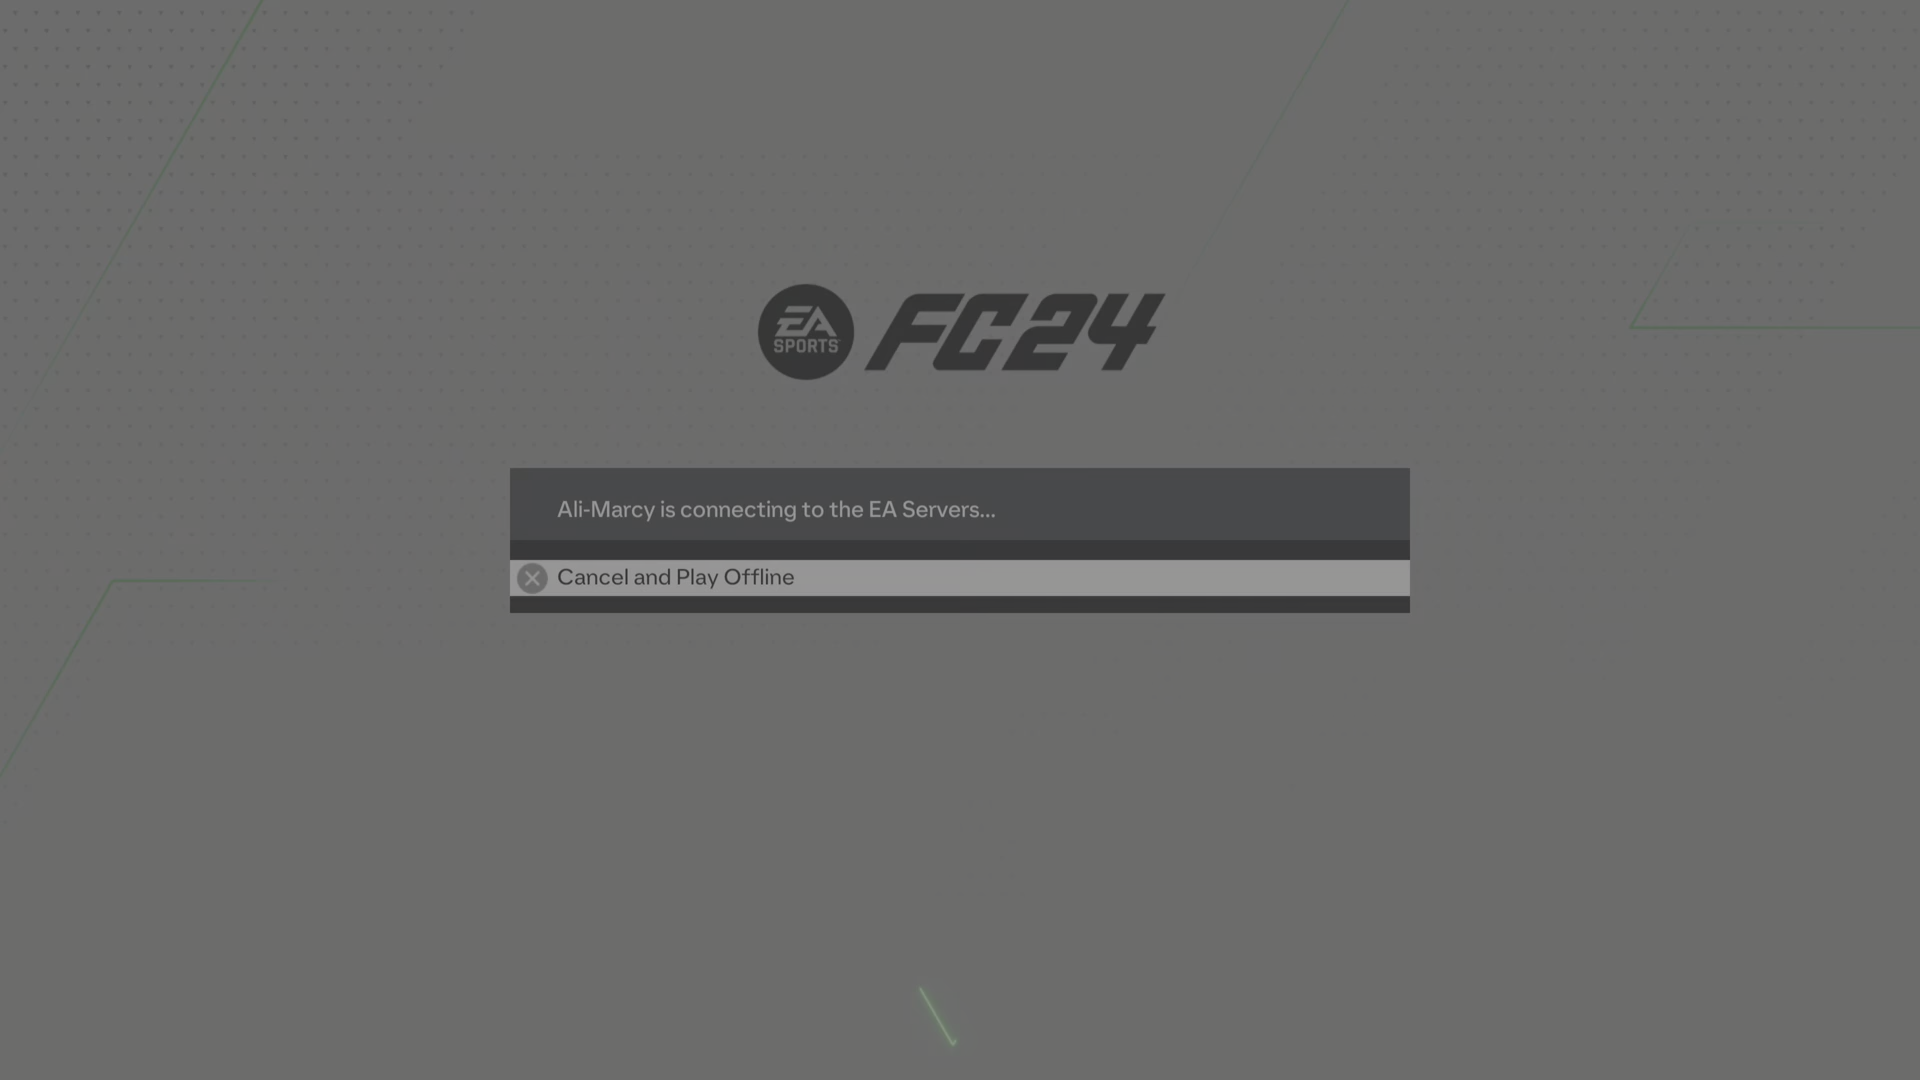 EA
SPORTS
FC24
Ali-Marcy is connecting to the EA Servers...
Cancel and Play Offline